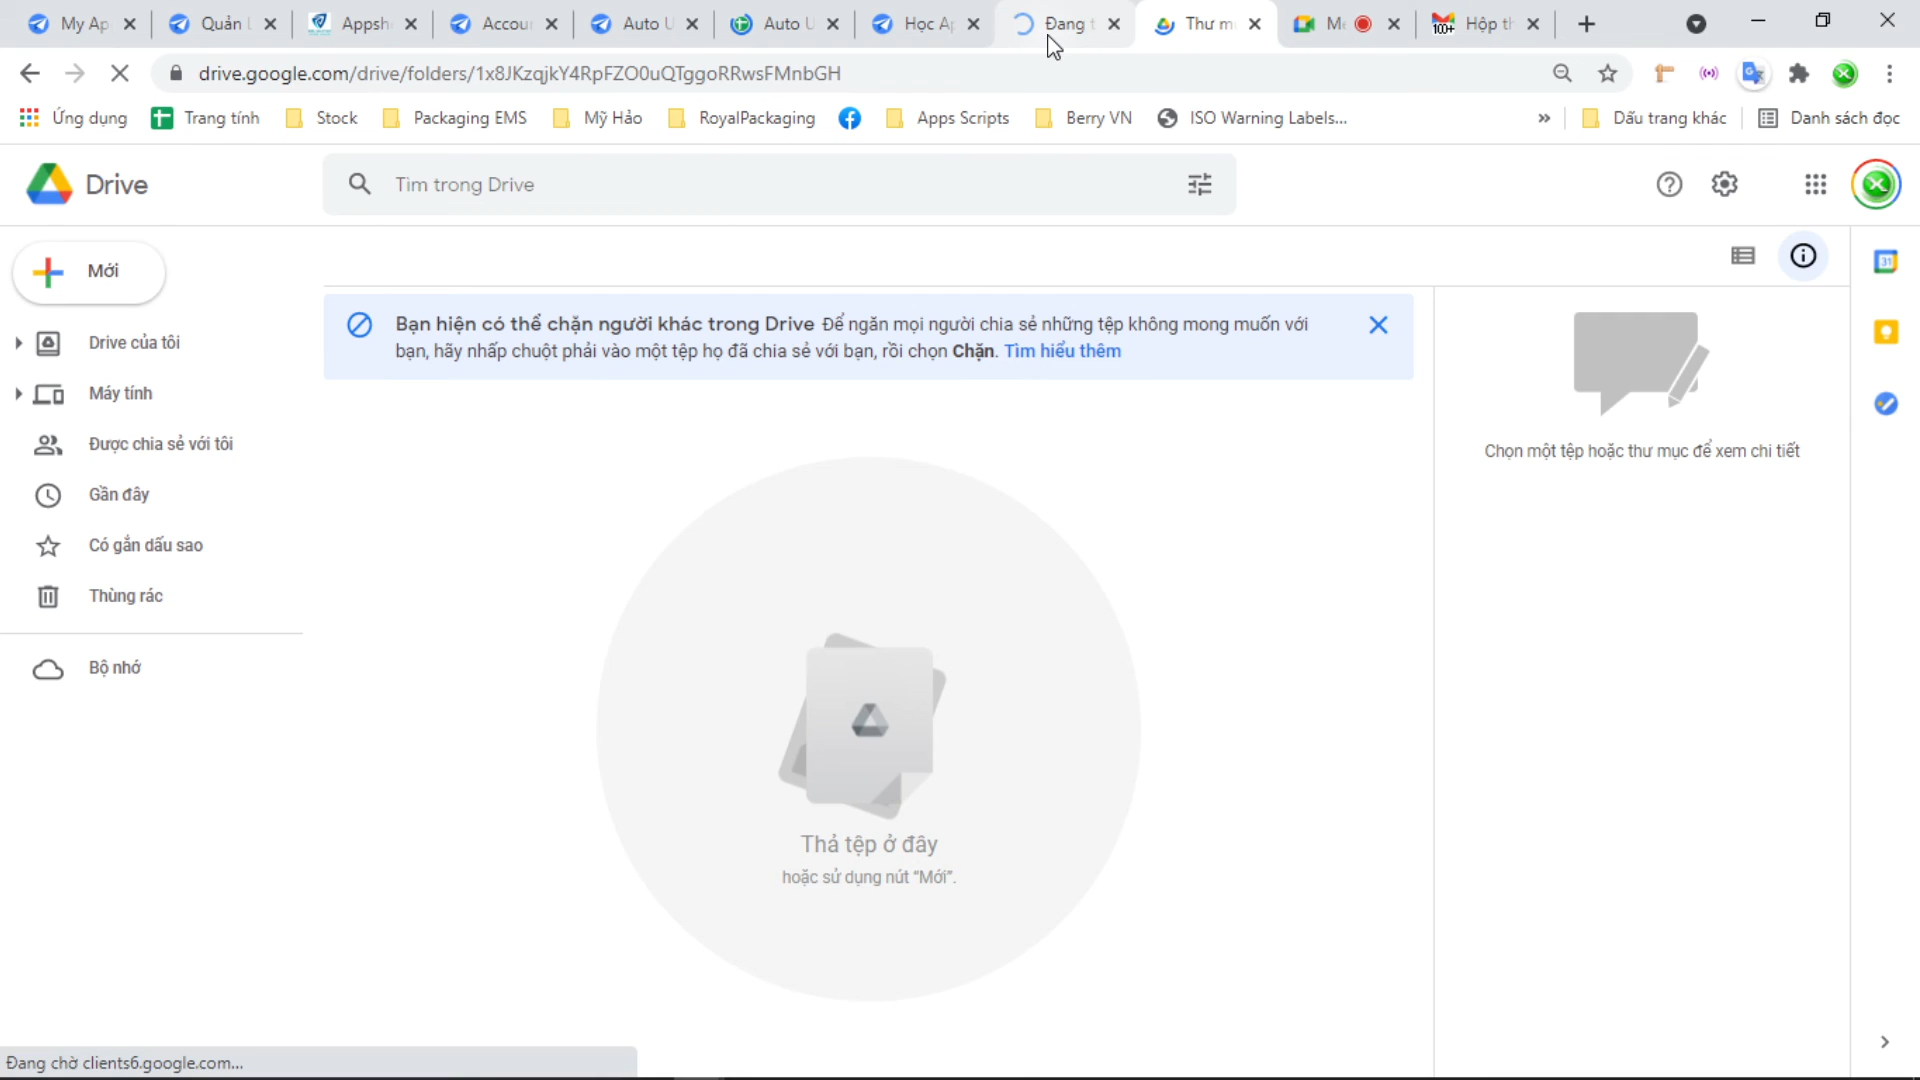 My Ap
Quản L
Appsh
Accou
Auto U
Auto U
Học Ap
Đang t
Thư m
Me
100+
Hộp th
drive.google.com/drive/folders/1x8JKzqjkY4RpFZO0uQTggoRRwsFMnbGH
Ứng dụng
Trang tính
Stock
Packaging EMS
Mỹ Hảo
RoyalPackaging
Apps Scripts
Berry VN
ISO Warning Labels...
»
Dấu trang khác
Danh sách đọc
Drive
Tìm trong Drive
Mới
Bạn hiện có thể chặn người khác trong Drive Để ngăn mọi người chia sẻ những tệp không mong muốn với
bạn, hãy nhấp chuột phải vào một tệp họ đã chia sẻ với bạn, rồi chọn Chặn. Tìm hiểu thêm
31
Drive của tôi
Máy tính
Được chia sẻ với tôi
Gần đây
Có gắn dấu sao
Thùng rác
Bộ nhớ
Chọn một tệp hoặc thư mục để xem chi tiết
Thả tệp ở đây
hoặc sử dụng nút “Mới”.
Đang chờ clients6.google.com...